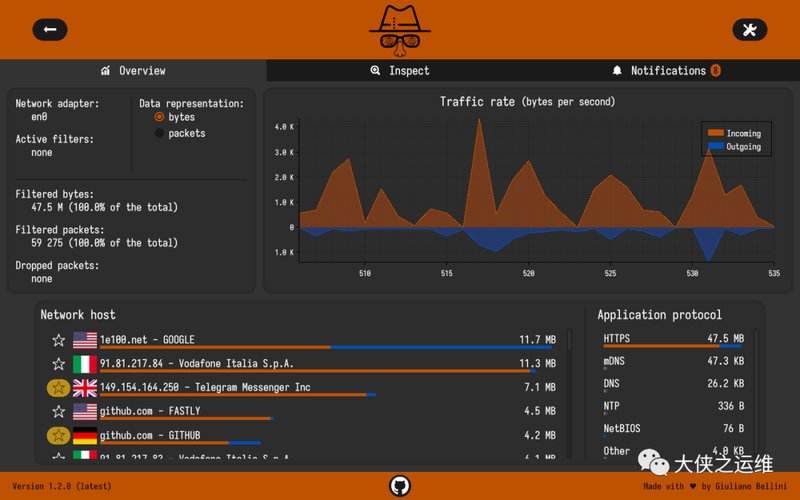 Overview
Inspect
Notifications 8
Network adapter:
en0
Active filters:
none
Data representation:
bytes
packets
Filtered bytes:
47.5 M (100.0% of the total)
Filtered packets:
59 275 (100.0% of the total)
Dropped packets:
none
Traffic rate (bytes per second)
4.0 K
3.0 K
2.0 K
1.0 K
0
1.0 K
510 515 520 525 530 535
Incoming
Outgoing
Network host
1e100.net - GOOGLE 11.7 MB
91.81.217.84 - Vodafone Italia S.p.A. 11.3 MB
149.154.164.250 - Telegram Messenger Inc 7.1 MB
github.com - FASTLY 4.5 MB
github.com - GITHUB 4.2 MB
91.81.217.83 - Vodafone Italia S.p.A. 4.1 MB
Application protocol
HTTPS 47.5 MB
mDNS 47.3 KB
DNS 26.2 KB
NTP 336 B
NetBIOS 76 B
Other 4.0 KB
大侠之运维
Version 1.2.0 (latest)
Made with ♥ by Giuliano Bellini